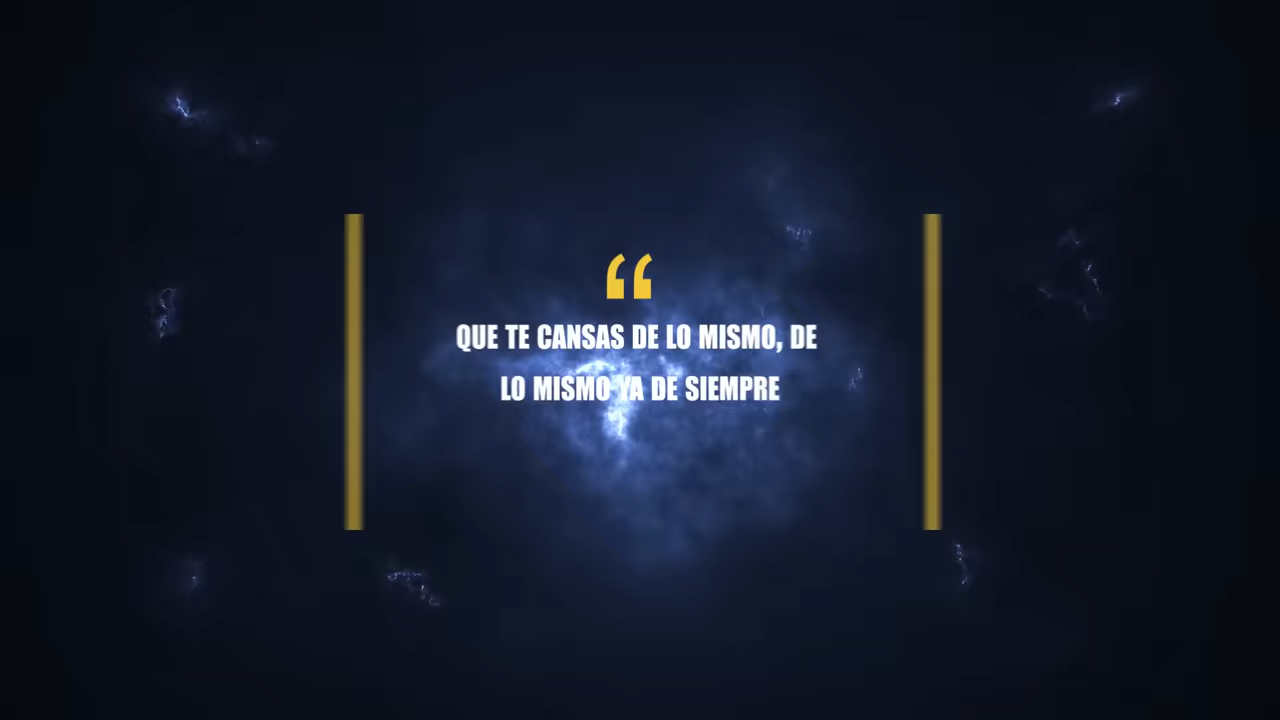 “
QUE TE CANSAS DE LO MISMO, DE
LO MISMO YA DE SIEMPRE